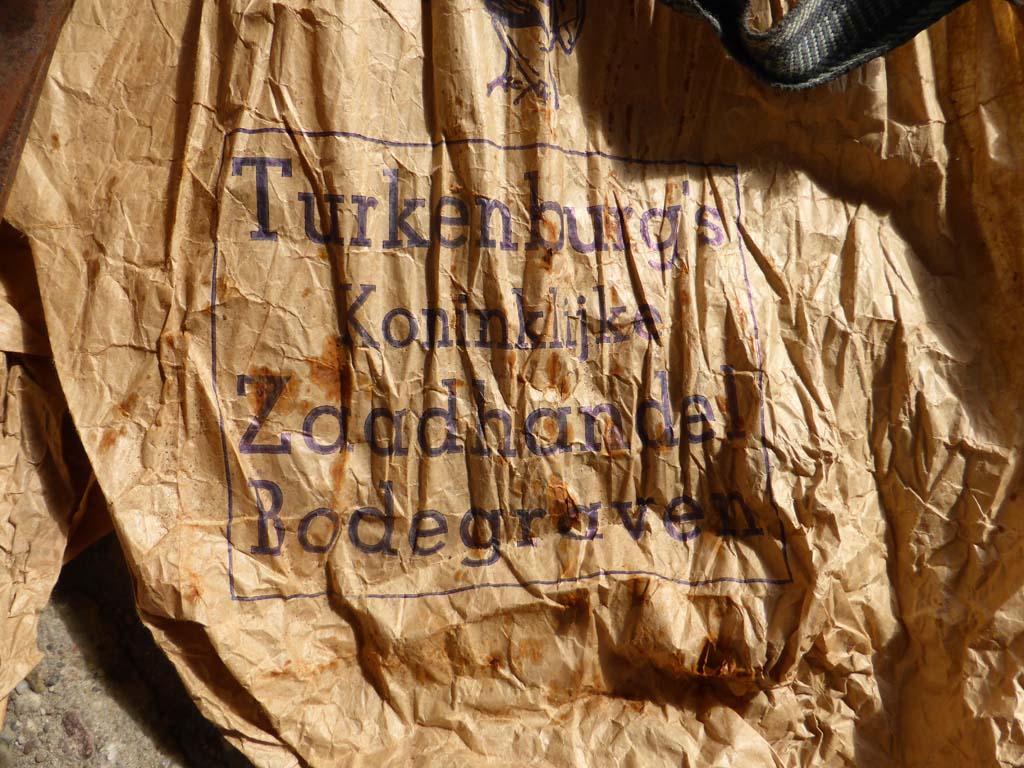 Turkenburg's
Koninklijke
Zaadhandel
Bodegraven